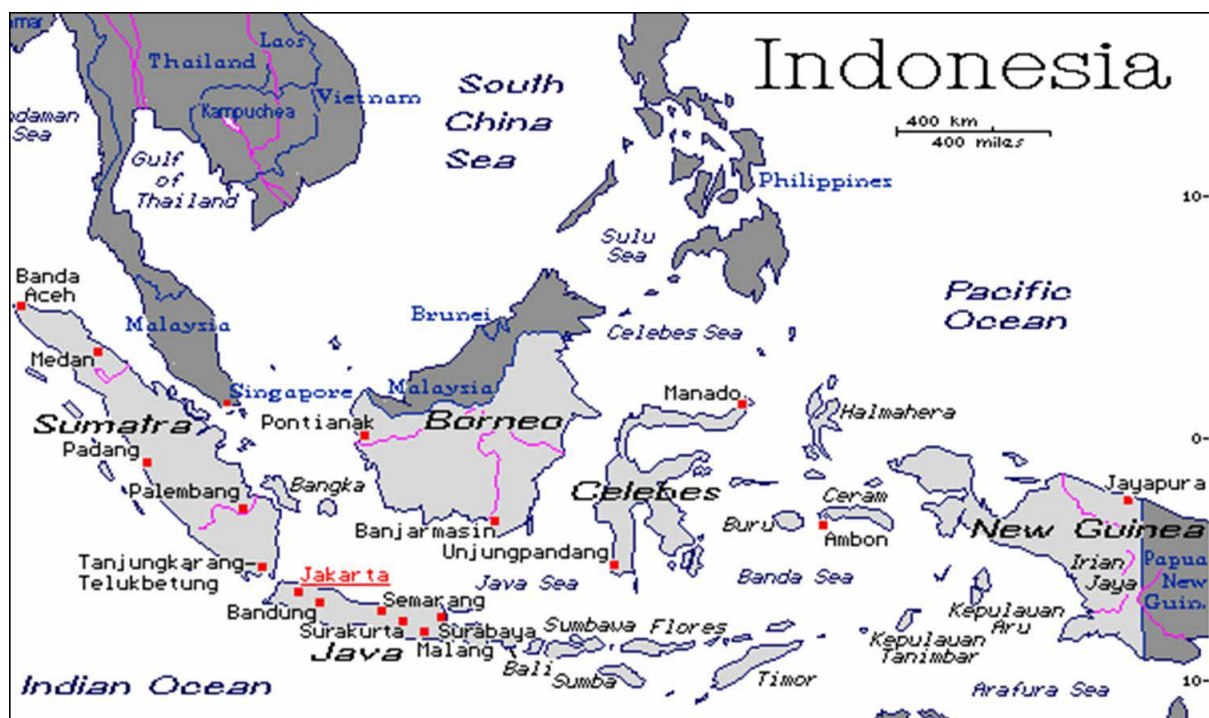 Indonesia
400 km
400 miles
Laos
Thailand
Vietnam
Kampuchea
South
China
Sea
ndaman
Sea
Gulf
of
Thailand
Philippines
10-
Sulu
Sea
Banda
Aceh
Pacific
Ocean
Malaysia
Brunei
Celebes Sea
Medan
Singapore
Malaysia
Manado
Halmahera
Sumatra
Pontianak
Borneo
0-
Padang
Palembang
Bangka
Celebes
Ceram
Jayapura
Banjarmasin
Buru
Ambon
New Guinea
Unjungpandang
Tanjungkarang-
Telukbetung
Jakarta
Java Sea
Banda Sea
Irian
Jaya
Papua
New
Guin.
Bandung
Semarang
Surakurta
Surabaya
Sumbawa
Flores
Kepulauan
Aru
Java
Malang
Bali
Sumba
Timor
Kepulauan
Tanimbar
Indian Ocean
Arafura Sea
10-